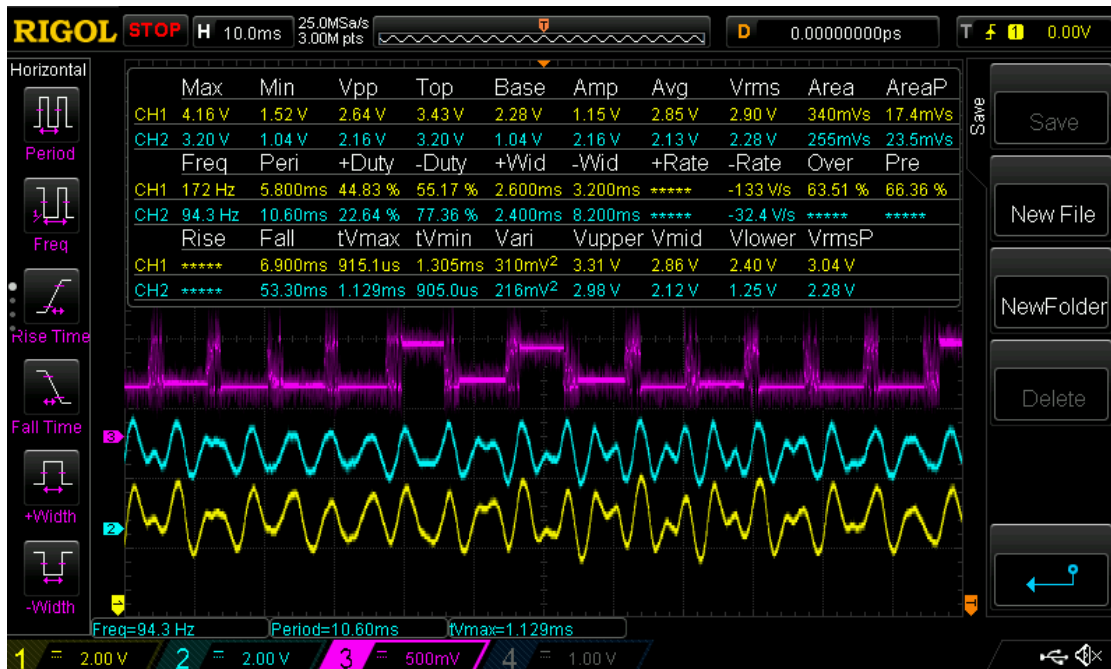 RIGOL STOP H 10.0ms 25.0MSa/s 3.00M pts D 0.00000000ps T 1 0.00V
Horizontal
Period
Freq
Rise Time
Fall Time
+Width
-Width
Max Min Vpp Top Base Amp Avg Vrms Area AreaP
CH1 4.16 V 1.52 V 2.64 V 3.43 V 2.28 V 1.15 V 2.85 V 2.90 V 340mVs 17.4mVs
CH2 3.20 V 1.04 V 2.16 V 3.20 V 1.04 V 2.16 V 2.13 V 2.28 V 255mVs 23.5mVs
Freq Peri +Duty -Duty +Wid -Wid +Rate -Rate Over Pre
CH1 172 Hz 5.800ms 44.83 % 55.17 % 2.600ms 3.200ms ***** -133 V/s 63.51 % 66.36 %
CH2 94.3 Hz 10.60ms 22.64 % 77.36 % 2.400ms 8.200ms ***** -32.4 V/s ***** *****
Rise Fall tVmax tVmin Vari Vupper Vmid Vlower VrmsP
CH1 ***** 6.900ms 915.1us 1.305ms 310mV² 3.31 V 2.86 V 2.40 V 3.04 V
CH2 ***** 53.30ms 1.129ms 905.0us 216mV² 2.98 V 2.12 V 1.25 V 2.28 V
3
2
1
T
Save
Save
New File
NewFolder
Delete
Freq=94.3 Hz Period=10.60ms tVmax=1.129ms
1 = 2.00 V 2 = 2.00 V 3 = 500mV 4 = 1.00 V